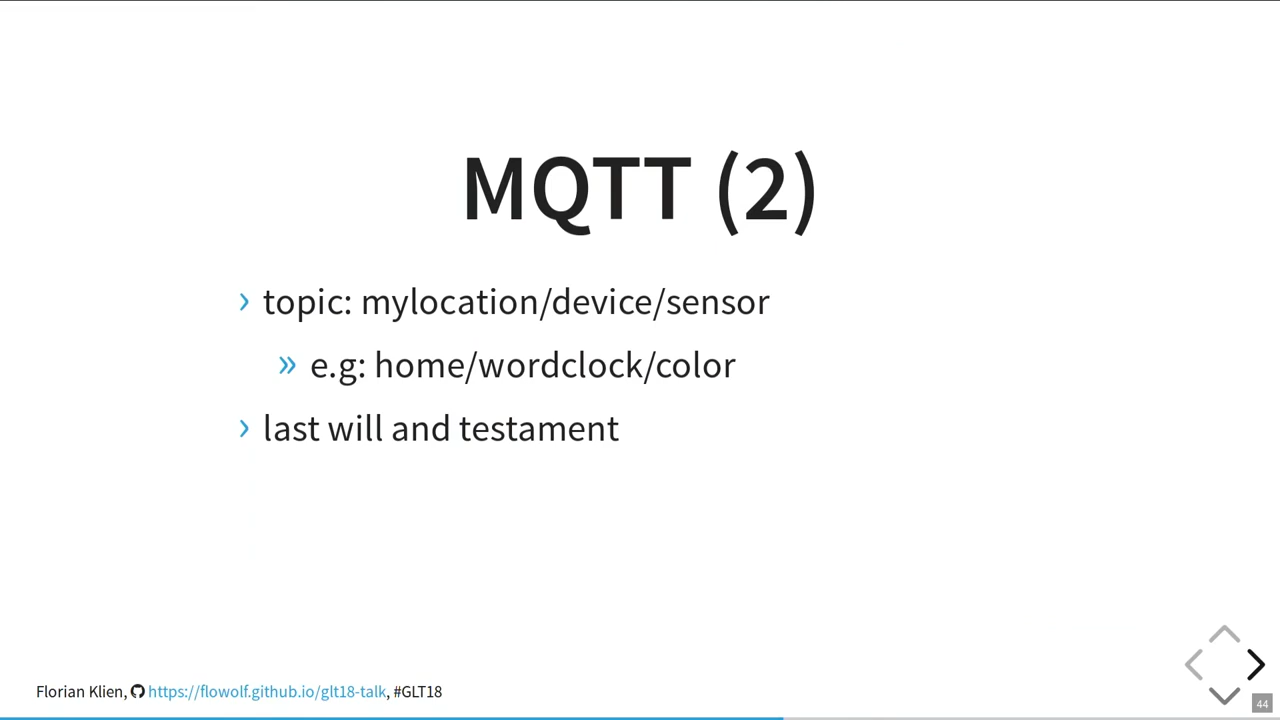 MQTT (2)
› topic: mylocation/device/sensor
» e.g: home/wordclock/color
› last will and testament
Florian Klien, https://flowolf.github.io/glt18-talk, #GLT18
44